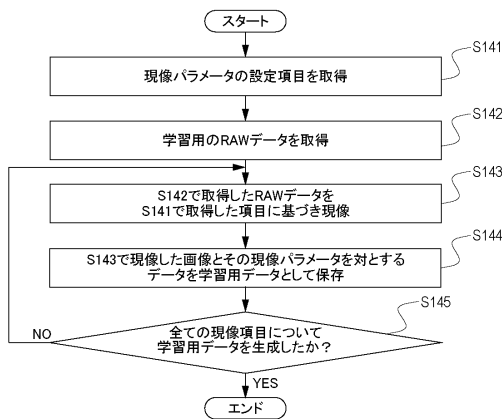 スタート
S141
現像パラメータの設定項目を取得
S142
学習用のRAWデータを取得
S143
S142で取得したRAWデータを
S141で取得した項目に基づき現像
S144
S143で現像した画像とその現像パラメータを対とする
データを学習用データとして保存
S145
全ての現像項目について
学習用データを生成したか？
NO
YES
エンド